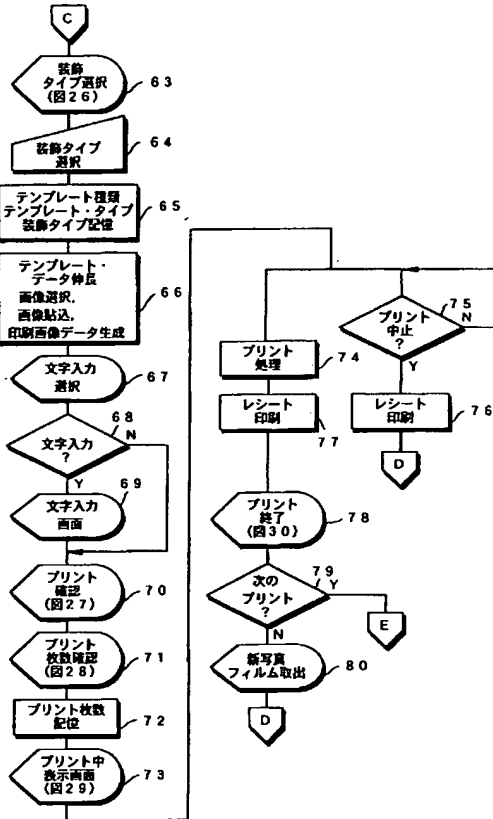 C
装飾
タイプ選択
(図26)
63
装飾タイプ
選択
64
テンプレート種類
テンプレート・タイプ
装飾タイプ記憶
65
テンプレート・
データ伸長
画像選択,
画像貼込,
印刷画像データ生成
66
文字入力
選択
67
文字入力
?
68
N
Y
文字入力
画面
69
プリント
確認
(図27)
70
プリント
枚数確認
(図28)
71
プリント枚数
記位
72
プリント中
表示画面
(図29)
73
プリント
処理
74
レシート
印刷
77
プリント
終了
(図30)
78
次の
プリント
?
79
Y
N
E
新写真
フィルム取出
80
D
プリント
中止
?
75
N
Y
レシート
印刷
76
D